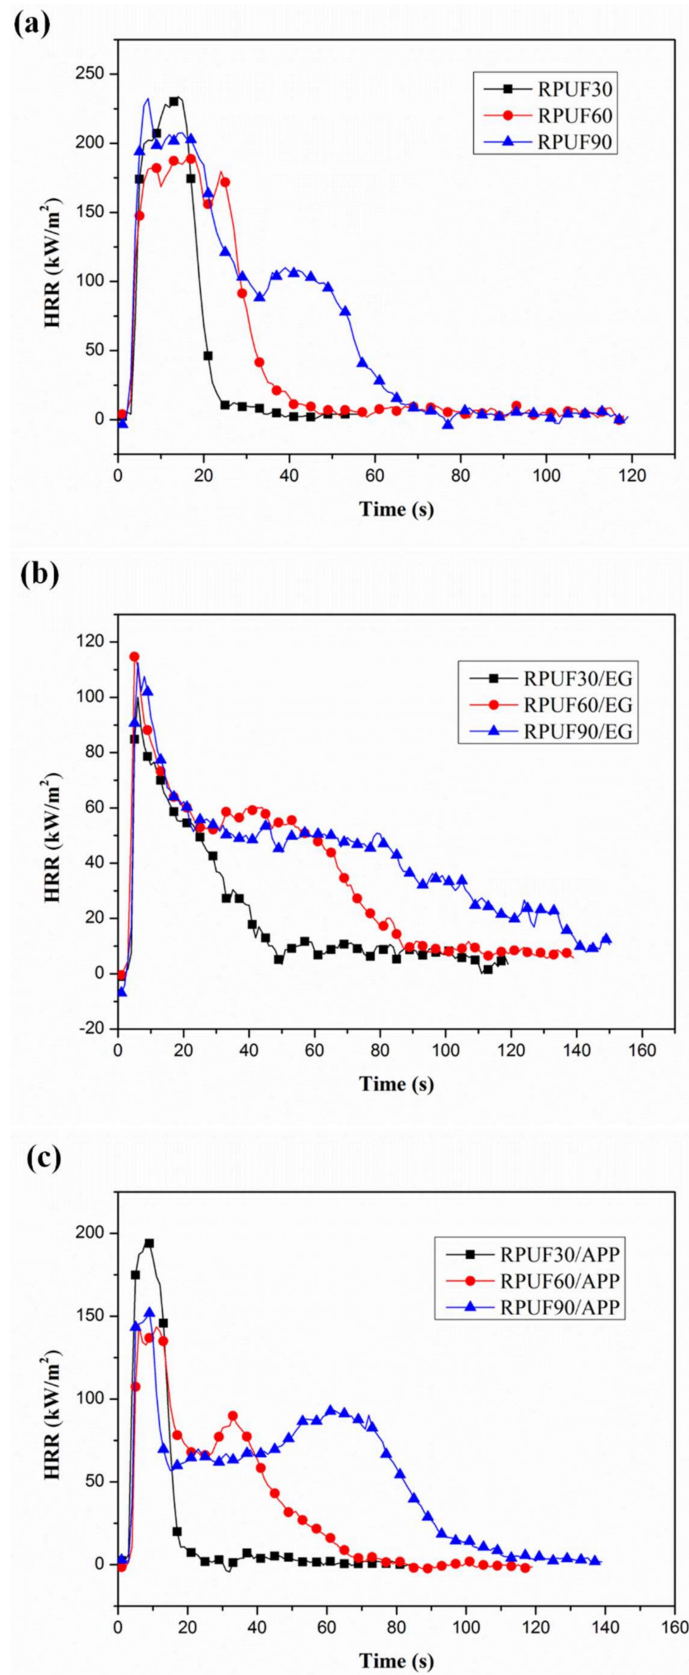 (a)
250
200
150
100
50
0
HRR (kW/m²)
RPUF30
RPUF60
RPUF90
0 20 40 60 80 100 120
Time (s)
(b)
120
100
80
60
40
20
0
-20
HRR (kW/m²)
RPUF30/EG
RPUF60/EG
RPUF90/EG
0 20 40 60 80 100 120 140 160
Time (s)
(c)
200
150
100
50
0
HRR (kW/m²)
RPUF30/APP
RPUF60/APP
RPUF90/APP
0 20 40 60 80 100 120 140 160
Time (s)